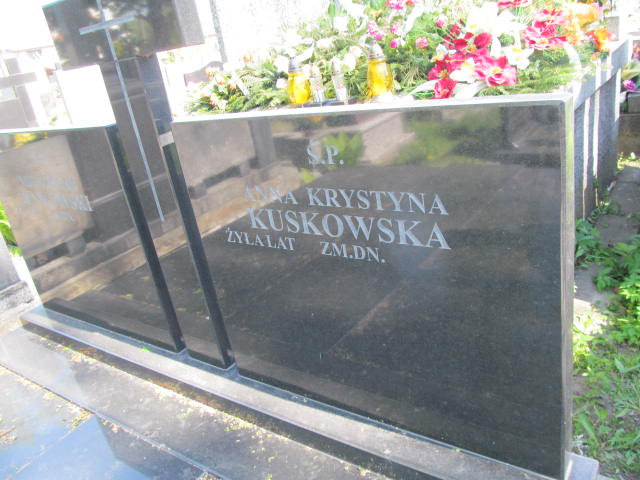 Ś.P.
ANNA KRYSTYNA
KUSKOWSKA
ŻYŁA LAT ZM.DN.